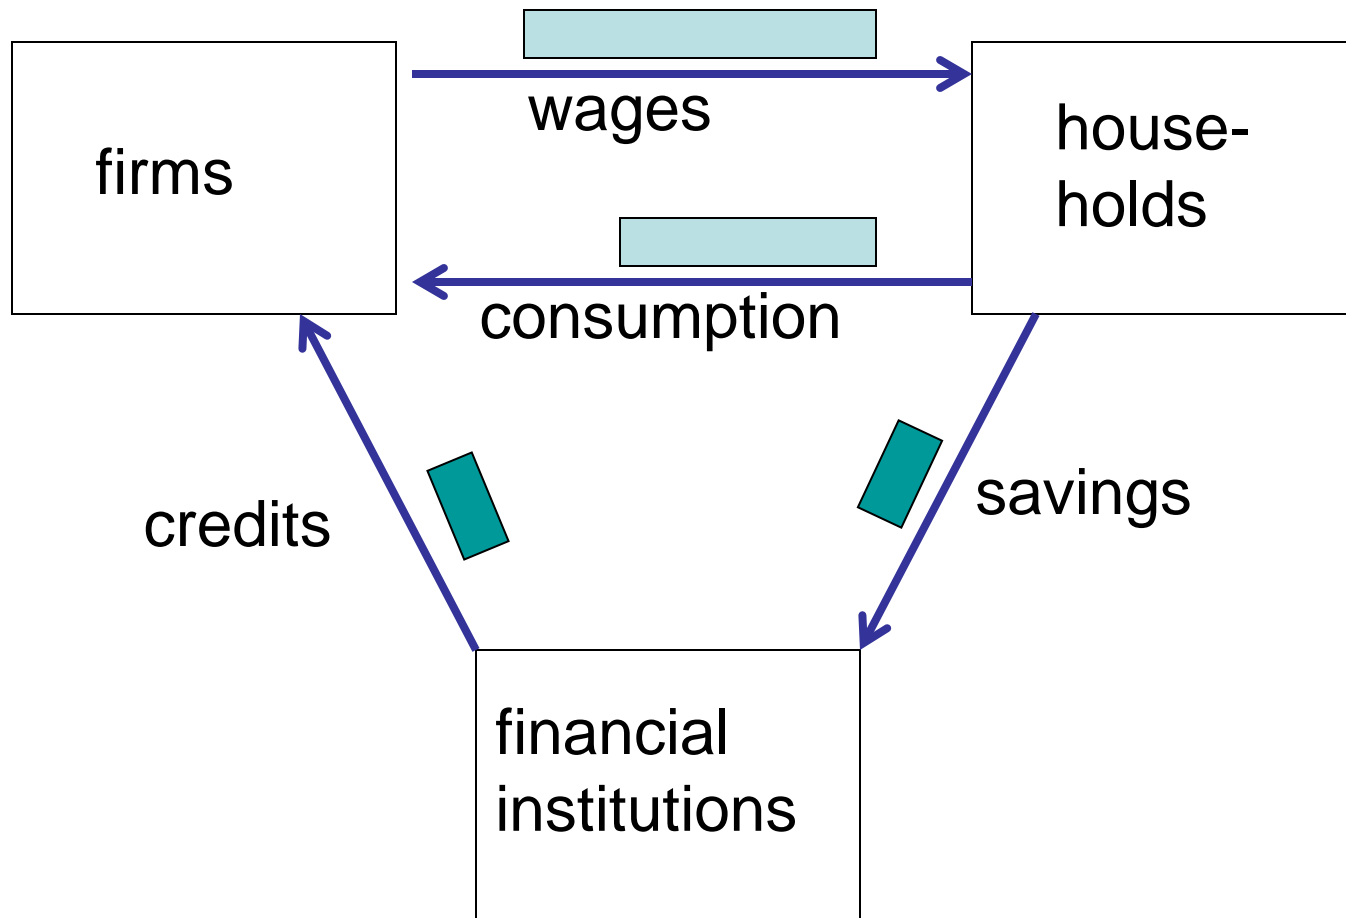 wages
firms
house-
holds
consumption
credits
savings
financial
institutions